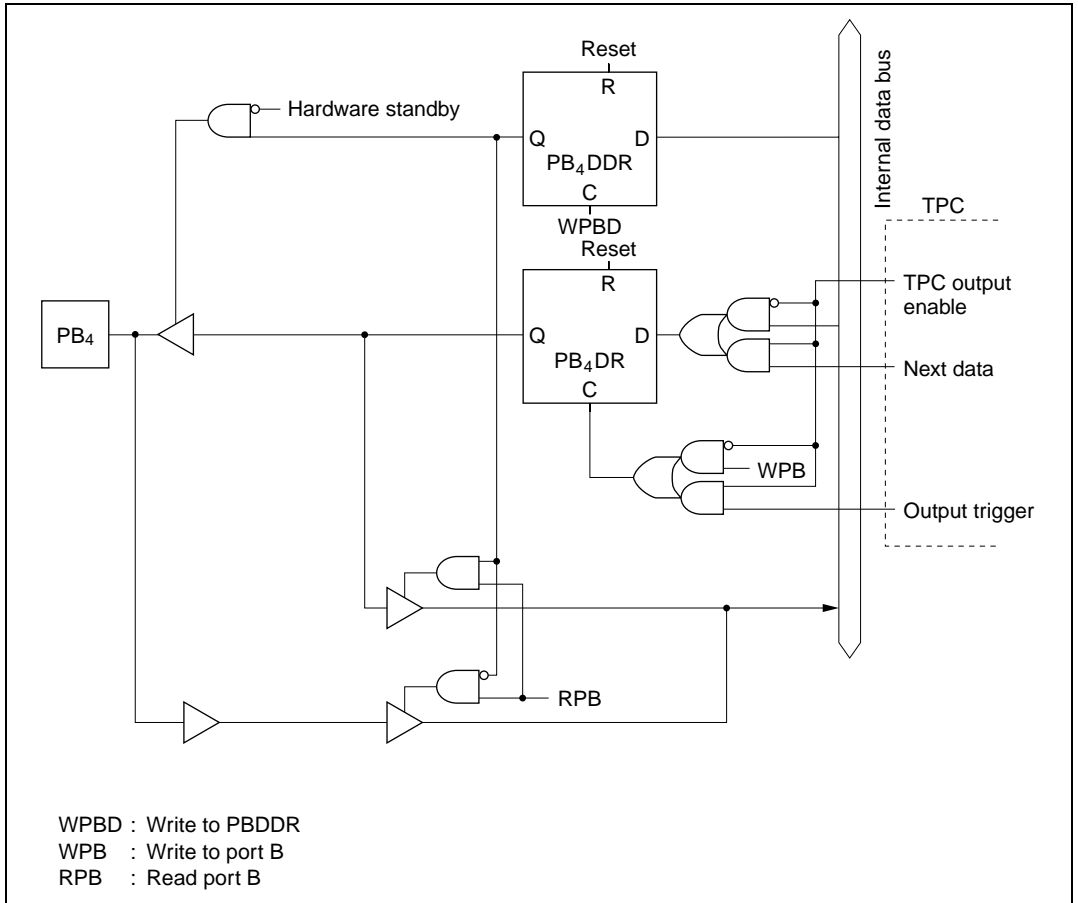 Reset
R
Hardware standby
Q D
PB4DDR
C
WPBD
Internal data bus
TPC
Reset
R
TPC output
enable
PB4
Q D
PB4DR
C
Next data
WPB
Output trigger
RPB
WPBD : Write to PBDDR
WPB : Write to port B
RPB : Read port B